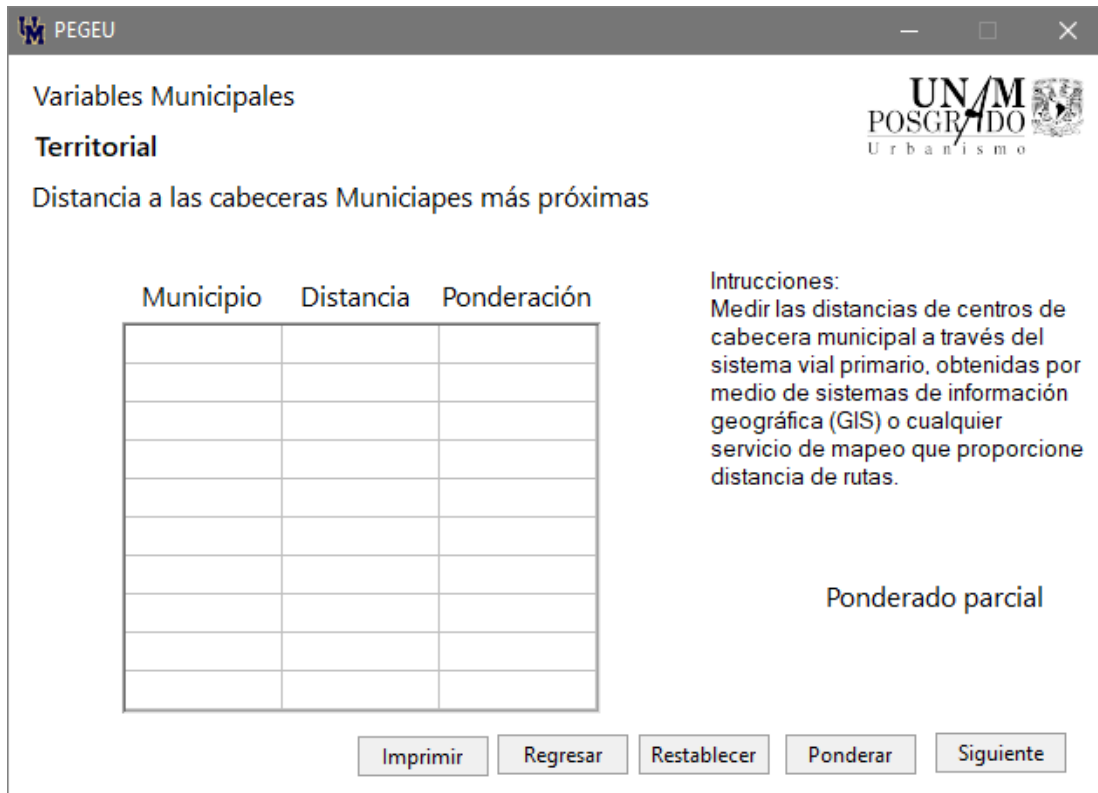 PEGEU
Variables Municipales
UNAM
POSGRADO
Urbanismo
Territorial
Distancia a las cabeceras Municiapes más próximas
Municipio Distancia Ponderación
Intrucciones:
Medir las distancias de centros de
cabecera municipal a través del
sistema vial primario, obtenidas por
medio de sistemas de información
geográfica (GIS) o cualquier
servicio de mapeo que proporcione
distancia de rutas.
Ponderado parcial
Imprimir Regresar Restablecer Ponderar Siguiente